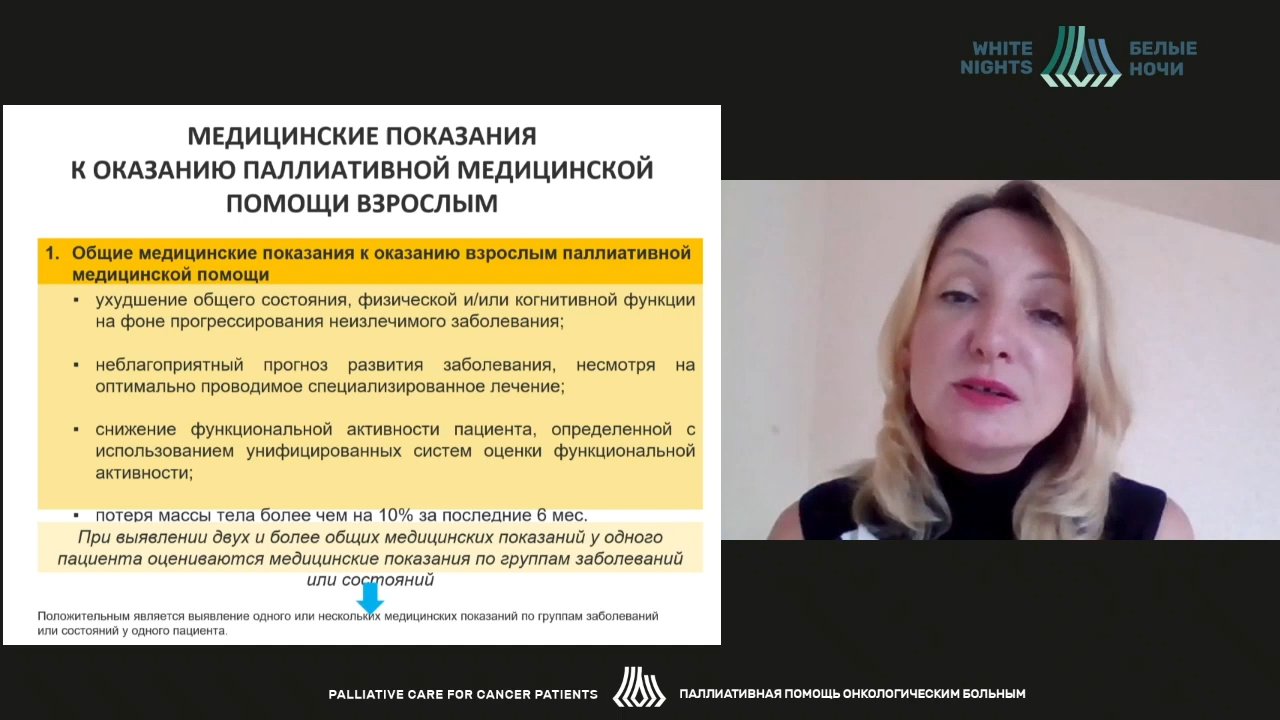 WHITE
NIGHTS
БЕЛЫЕ
НОЧИ
МЕДИЦИНСКИЕ ПОКАЗАНИЯ
К ОКАЗАНИЮ ПАЛЛИАТИВНОЙ МЕДИЦИНСКОЙ
ПОМОЩИ ВЗРОСЛЫМ
1. Общие медицинские показания к оказанию взрослым паллиативной
медицинской помощи
▪ ухудшение общего состояния, физической и/или когнитивной функции
на фоне прогрессирования неизлечимого заболевания;
▪ неблагоприятный прогноз развития заболевания, несмотря на
оптимально проводимое специализированное лечение;
▪ снижение функциональной активности пациента, определенной с
использованием унифицированных систем оценки функциональной
активности;
▪ потеря массы тела более чем на 10% за последние 6 мес.
При выявлении двух и более общих медицинских показаний у одного
пациента оцениваются медицинские показания по группам заболеваний
или состояний
Положительным является выявление одного или нескольких медицинских показаний по группам заболеваний
или состояний у одного пациента.
PALLIATIVE CARE FOR CANCER PATIENTS
ПАЛЛИАТИВНАЯ ПОМОЩЬ ОНКОЛОГИЧЕСКИМ БОЛЬНЫМ